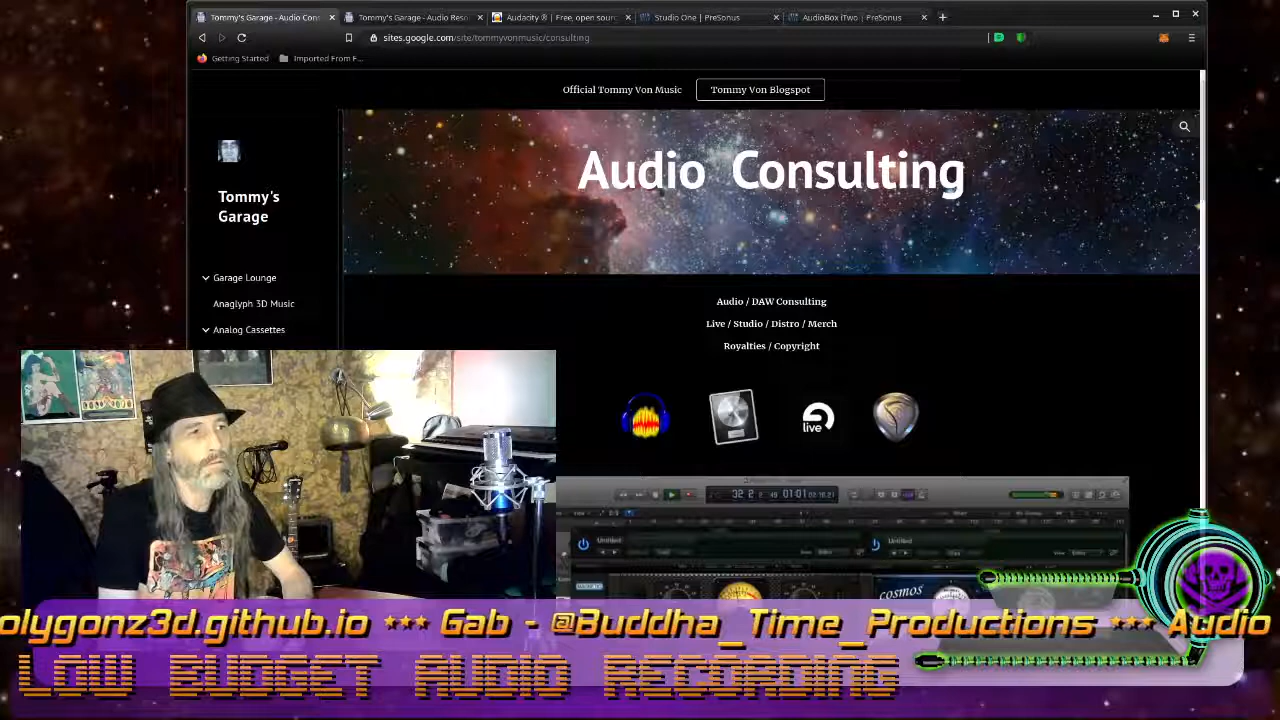 Tommy's Garage - Audio Cons
Tommy's Garage - Audio Reso
Audacity ® | Free, open sourc
Studio One | PreSonus
AudioBox iTwo | PreSonus
sites.google.com/site/tommyvonmusic/consulting
Getting Started
Imported From F...
Official Tommy Von Music
Tommy Von Blogspot
Audio Consulting
Tommy's
Garage
Garage Lounge
Anaglyph 3D Music
Analog Cassettes
Audio / DAW Consulting
Live / Studio / Distro / Merch
Royalties / Copyright
live
Untitled
Untitled
cosmos
olygonz3d.github.io *** Gab - @Buddha_Time_Productions *** Audio
LOW BUDGET AUDIO RECORDING